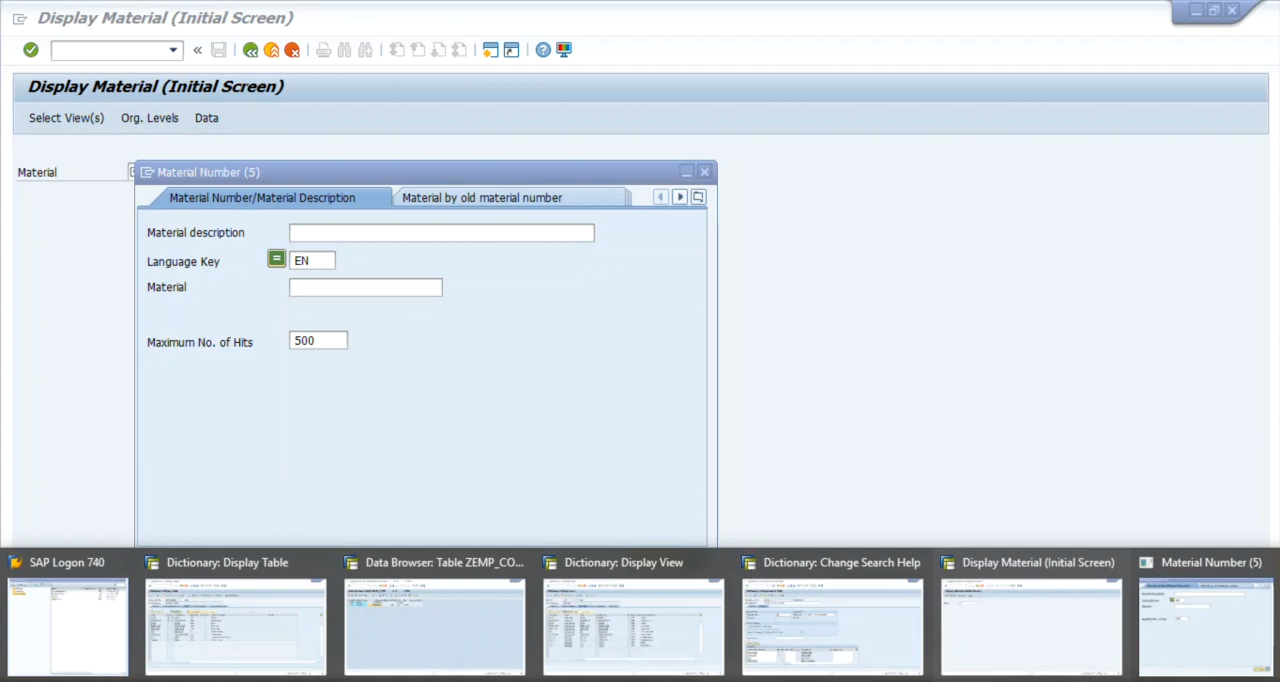 Display Material (Initial Screen)
Display Material (Initial Screen)
Select View(s) Org. Levels Data
Material
Material Number (5)
Material Number/Material Description Material by old material number
Material description
Language Key = EN
Material
Maximum No. of Hits 500
SAP Logon 740 Dictionary: Display Table Data Browser: Table ZEMP_CO... Dictionary: Display View Dictionary: Change Search Help Display Material (Initial Screen) Material Number (5)